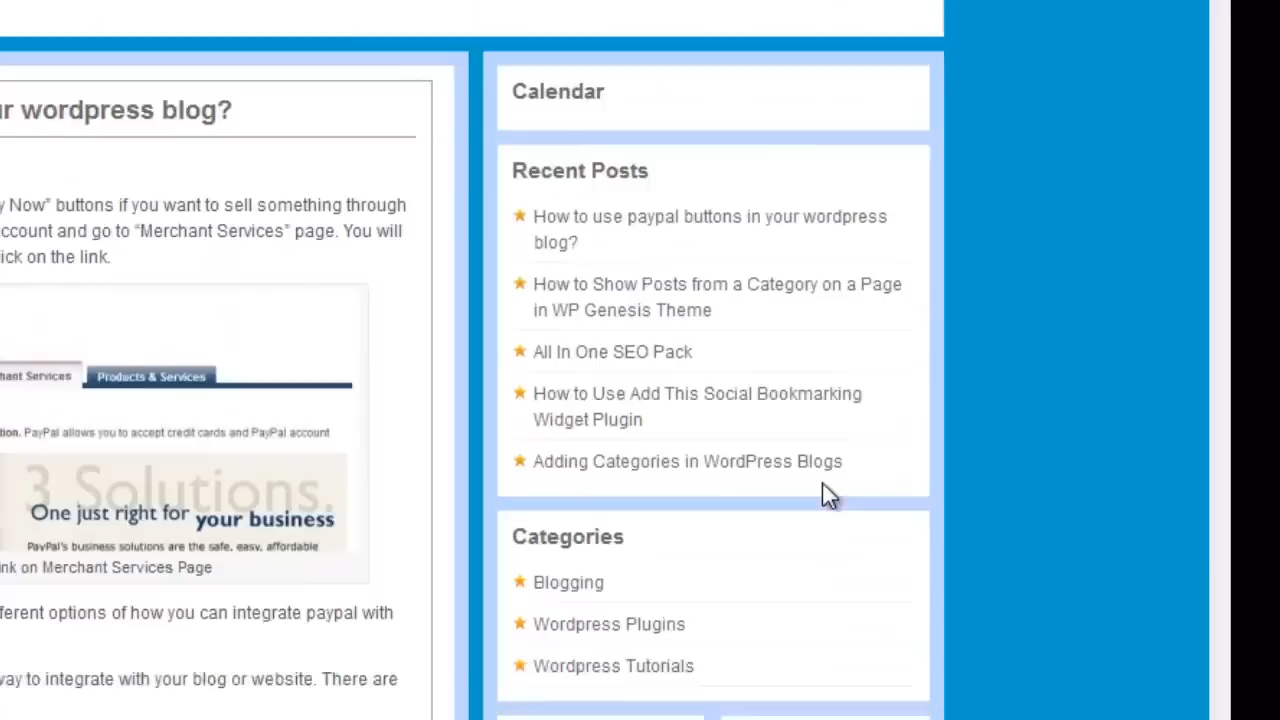 ur wordpress blog?
y Now” buttons if you want to sell something through
ccount and go to “Merchant Services” page. You will
ick on the link.
hant Services Products & Services
tion. PayPal allows you to accept credit cards and PayPal account
3 Solutions.
One just right for your business
PayPal's business solutions are the safe, easy, affordable
ink on Merchant Services Page
fferent options of how you can integrate paypal with
way to integrate with your blog or website. There are
Calendar
Recent Posts
How to use paypal buttons in your wordpress
blog?
How to Show Posts from a Category on a Page
in WP Genesis Theme
All In One SEO Pack
How to Use Add This Social Bookmarking
Widget Plugin
Adding Categories in WordPress Blogs
Categories
Blogging
Wordpress Plugins
Wordpress Tutorials